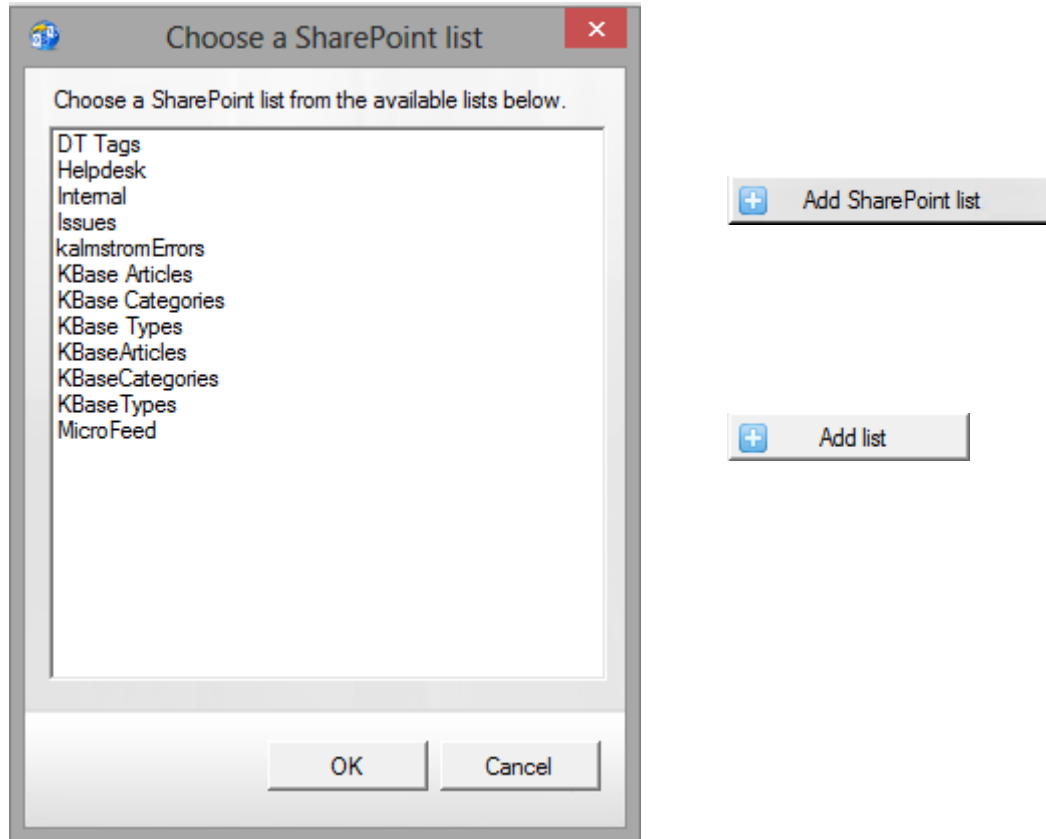 Choose a SharePoint list
Choose a SharePoint list from the available lists below.
DT Tags
Helpdesk
Internal
Issues
kalmstromErrors
KBase Articles
KBase Categories
KBase Types
KBaseArticles
KBaseCategories
KBaseTypes
MicroFeed
OK Cancel
Add SharePoint list
Add list